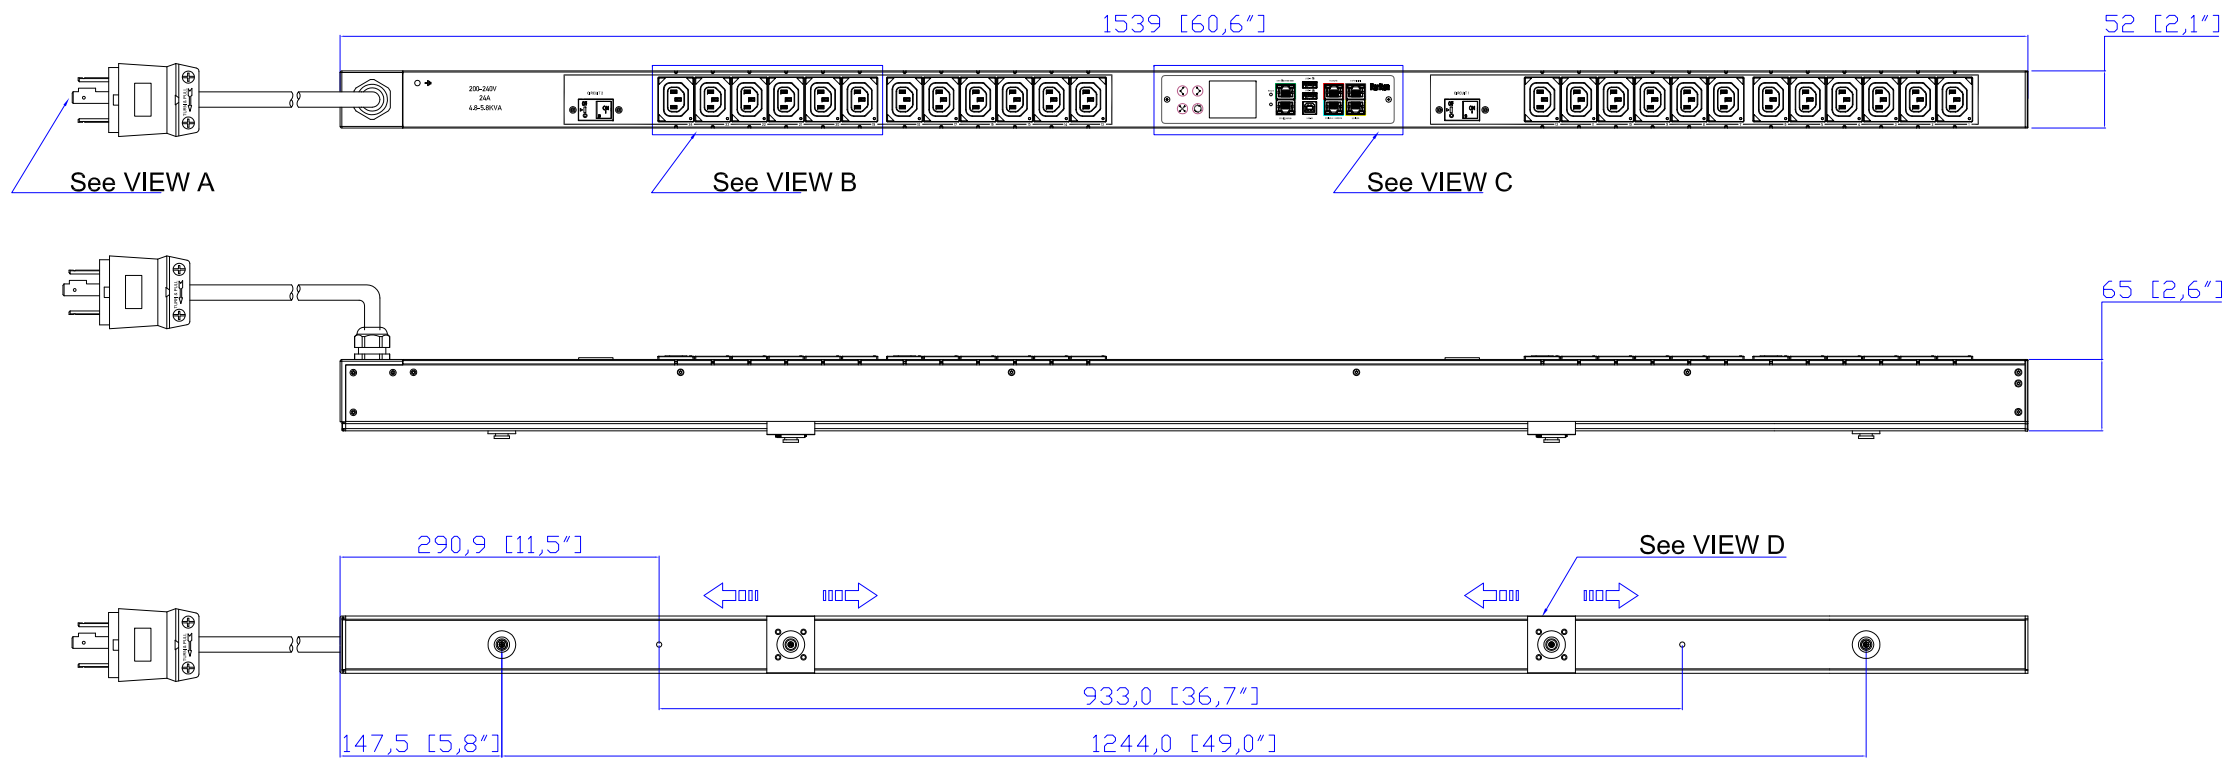 1539 [60,6"]
52 [2,1"]
200-240V
24A
4.8-5.8KVA
See VIEW A
See VIEW B
See VIEW C
65 [2,6"]
290,9 [11,5"]
See VIEW D
933,0 [36,7"]
147,5 [5,8"]
1244,0 [49,0"]